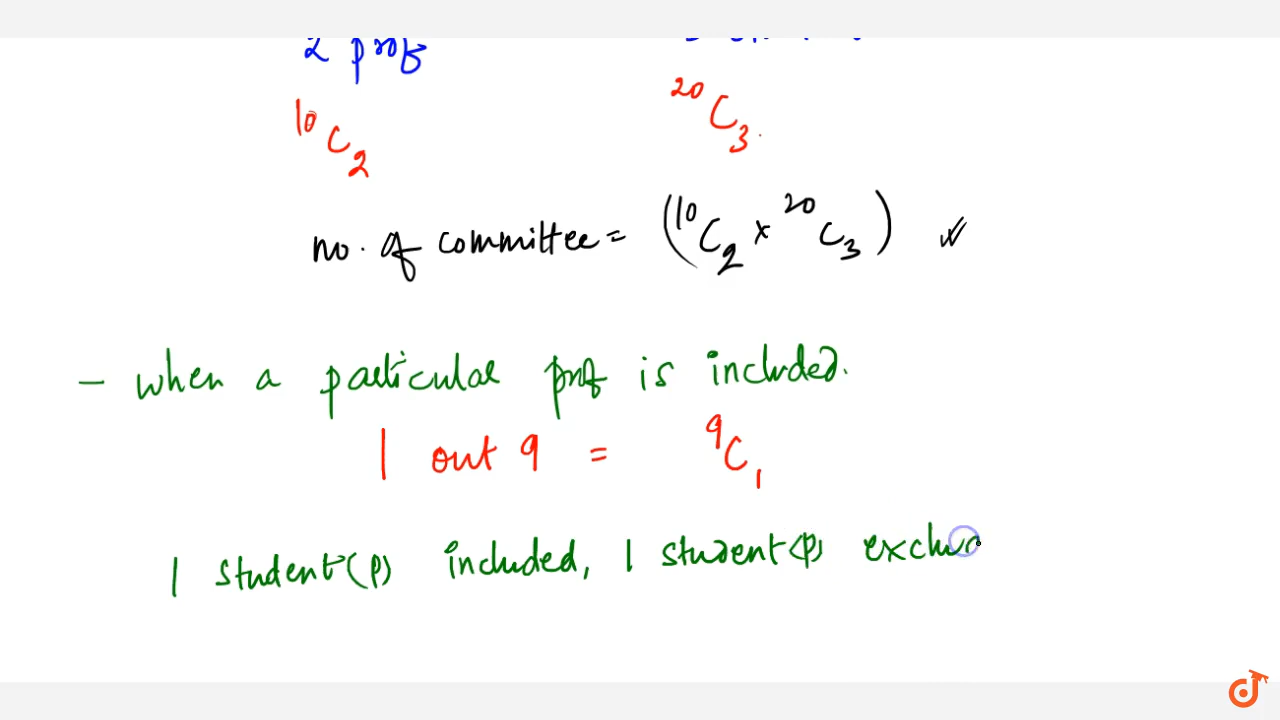 2 prof
¹⁰C₂ ²⁰C₃.
no. of committee = (¹⁰C₂ × ²⁰C₃)
- when a particular prof is included.
1 out 9 = ⁹C₁
1 student(p) included, 1 student(p) exclu